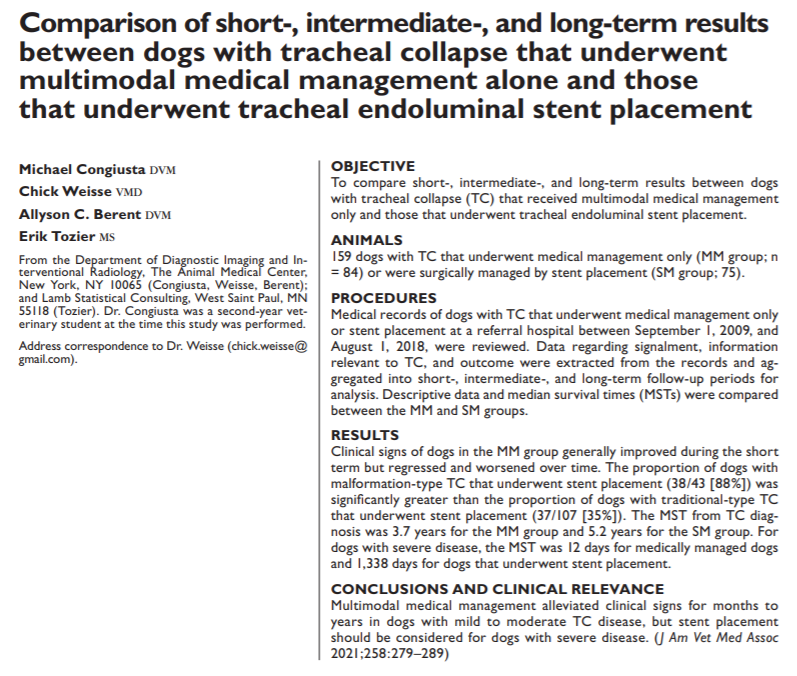 Comparison of short-, intermediate-, and long-term results
between dogs with tracheal collapse that underwent
multimodal medical management alone and those
that underwent tracheal endoluminal stent placement
Michael Congiusta DVM
Chick Weisse VMD
Allyson C. Berent DVM
Erik Tozier MS
From the Department of Diagnostic Imaging and In-
terventional Radiology, The Animal Medical Center,
New York, NY 10065 (Congiusta, Weisse, Berent);
and Lamb Statistical Consulting, West Saint Paul, MN
55118 (Tozier). Dr. Congiusta was a second-year vet-
erinary student at the time this study was performed.
Address correspondence to Dr. Weisse (chick.weisse@
gmail.com).
OBJECTIVE
To compare short-, intermediate-, and long-term results between dogs
with tracheal collapse (TC) that received multimodal medical management
only and those that underwent tracheal endoluminal stent placement.
ANIMALS
159 dogs with TC that underwent medical management only (MM group; n
= 84) or were surgically managed by stent placement (SM group; 75).
PROCEDURES
Medical records of dogs with TC that underwent medical management only
or stent placement at a referral hospital between September 1, 2009, and
August 1, 2018, were reviewed. Data regarding signalment, information
relevant to TC, and outcome were extracted from the records and ag-
gregated into short-, intermediate-, and long-term follow-up periods for
analysis. Descriptive data and median survival times (MSTs) were compared
between the MM and SM groups.
RESULTS
Clinical signs of dogs in the MM group generally improved during the short
term but regressed and worsened over time. The proportion of dogs with
malformation-type TC that underwent stent placement (38/43 [88%]) was
significantly greater than the proportion of dogs with traditional-type TC
that underwent stent placement (37/107 [35%]). The MST from TC diag-
nosis was 3.7 years for the MM group and 5.2 years for the SM group. For
dogs with severe disease, the MST was 12 days for medically managed dogs
and 1,338 days for dogs that underwent stent placement.
CONCLUSIONS AND CLINICAL RELEVANCE
Multimodal medical management alleviated clinical signs for months to
years in dogs with mild to moderate TC disease, but stent placement
should be considered for dogs with severe disease. (J Am Vet Med Assoc
2021;258:279–289)